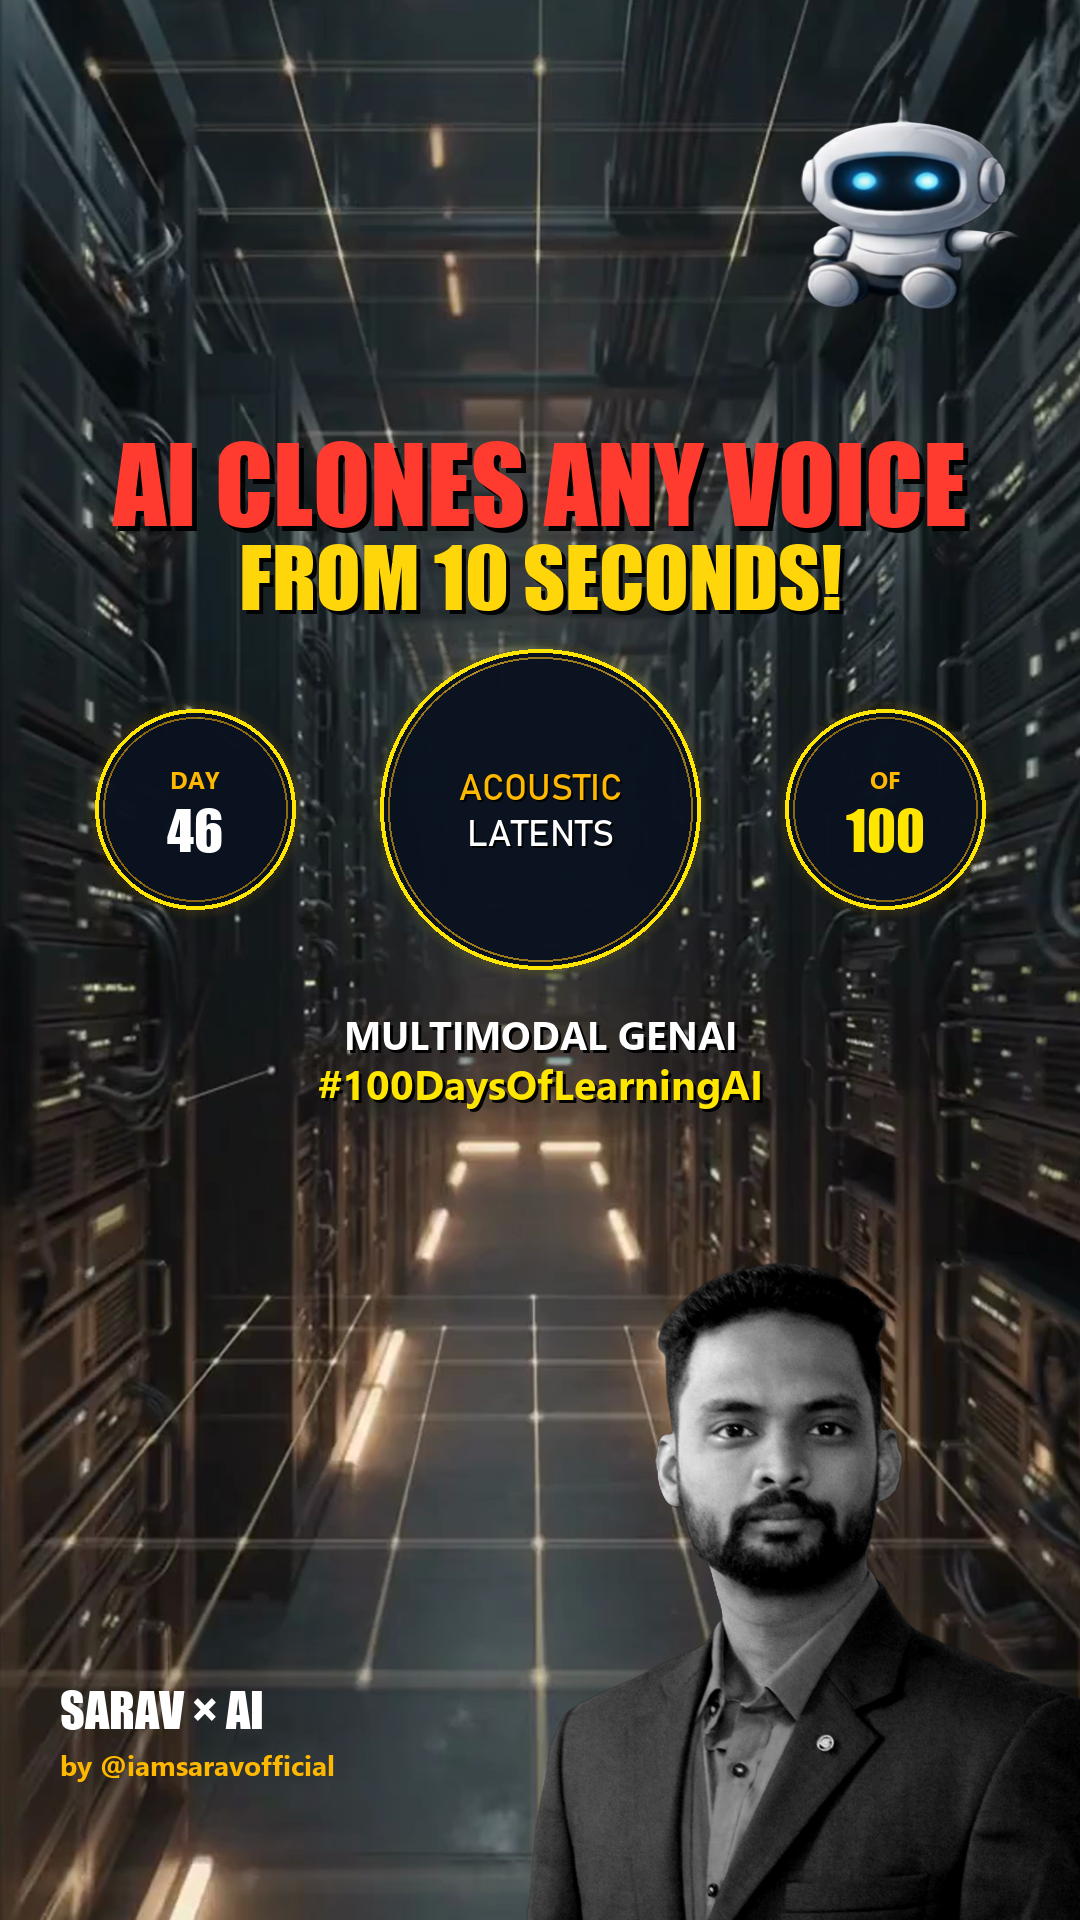 AI CLONES ANY VOICE
FROM 10 SECONDS!
DAY
46
ACOUSTIC
LATENTS
OF
100
MULTIMODAL GENAI
#100DaysOfLearningAI
SARAV × AI
by @iamsaravofficial